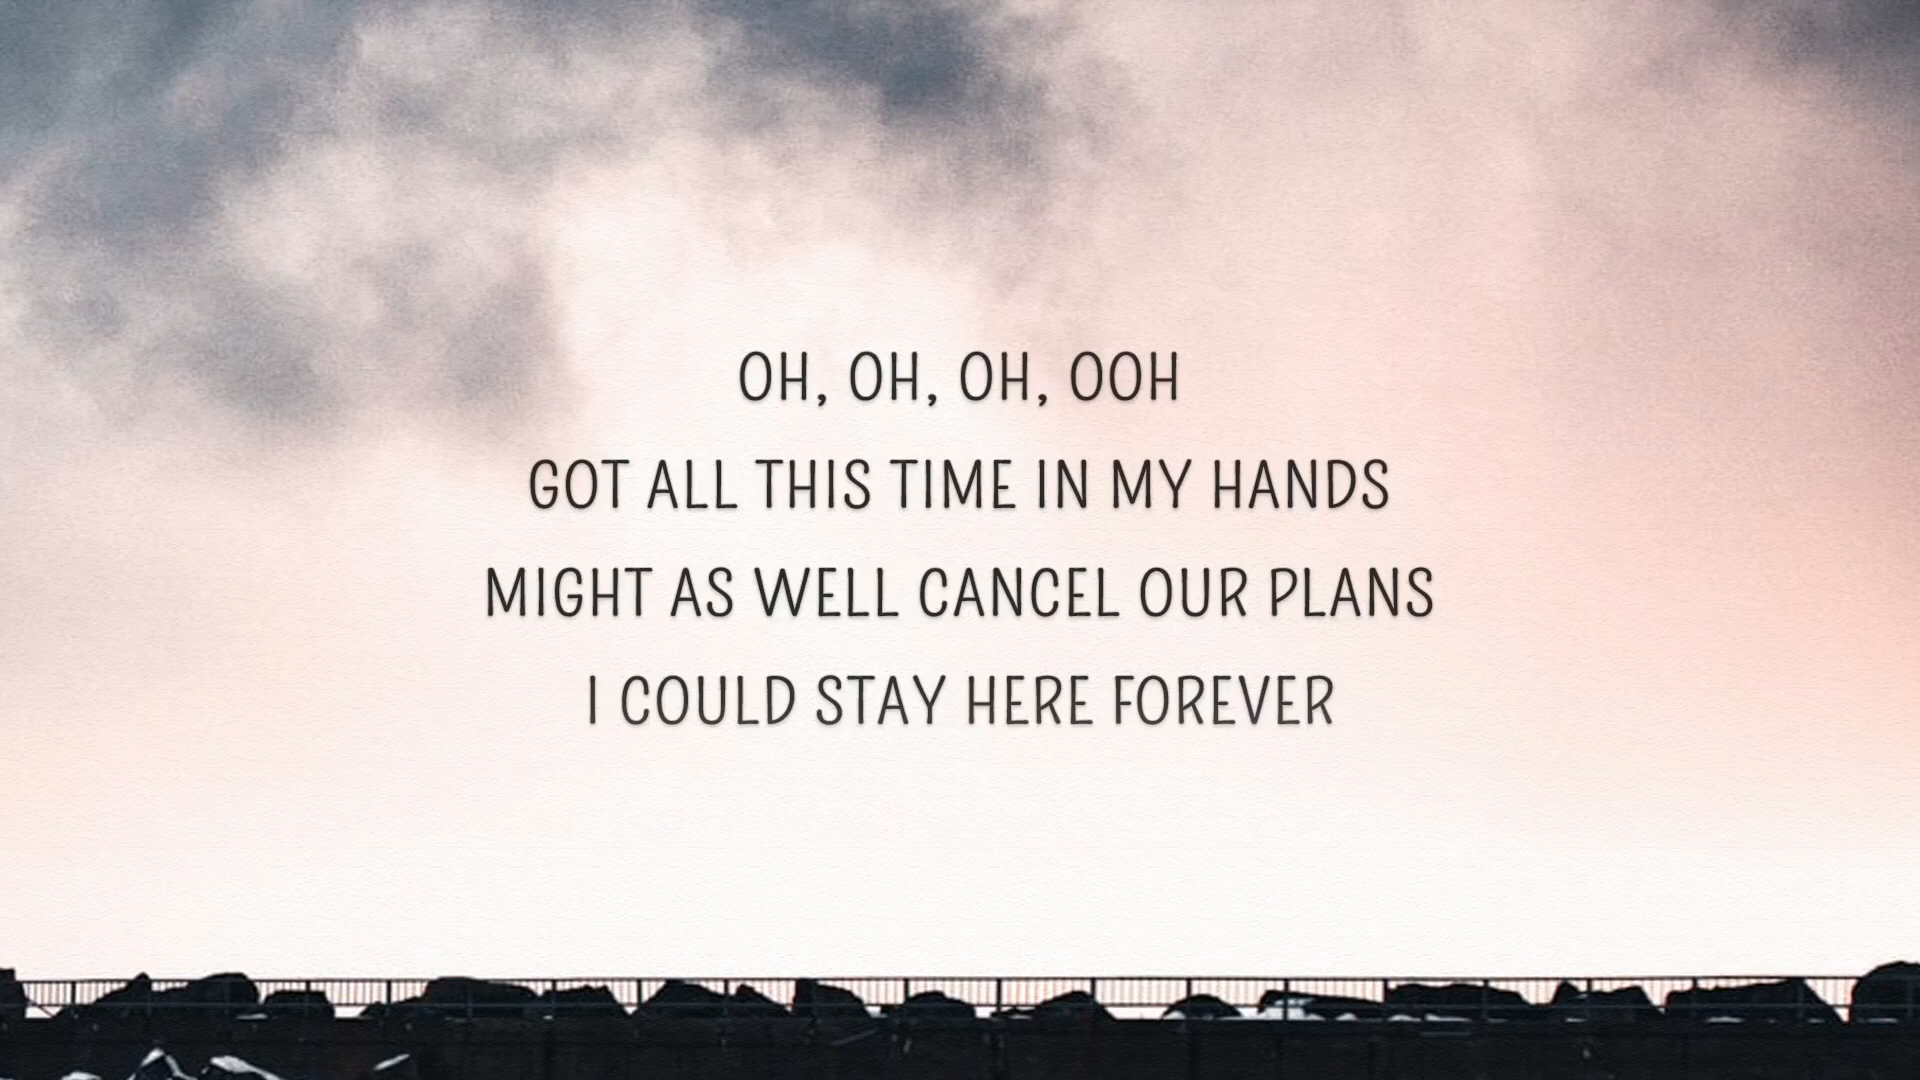 OH, OH, OH, OOH
GOT ALL THIS TIME IN MY HANDS
MIGHT AS WELL CANCEL OUR PLANS
I COULD STAY HERE FOREVER